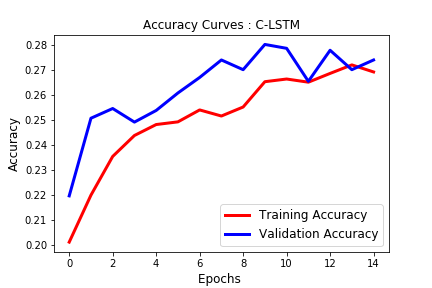 Accuracy Curves : C-LSTM
Accuracy
0.28
0.27
0.26
0.25
0.24
0.23
0.22
0.21
0.20
Training Accuracy
Validation Accuracy
0 2 4 6 8 10 12 14
Epochs